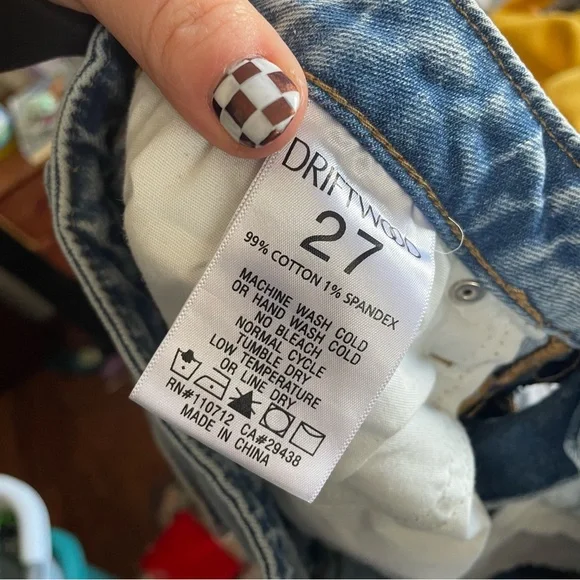 DRIFTWOOD
27
99% COTTON 1% SPANDEX
MACHINE WASH COLD
OR HAND WASH COLD
NO BLEACH
NORMAL CYCLE
TUMBLE DRY
LOW TEMPERATURE
OR LINE DRY
RN#110712 CA#29438
MADE IN CHINA